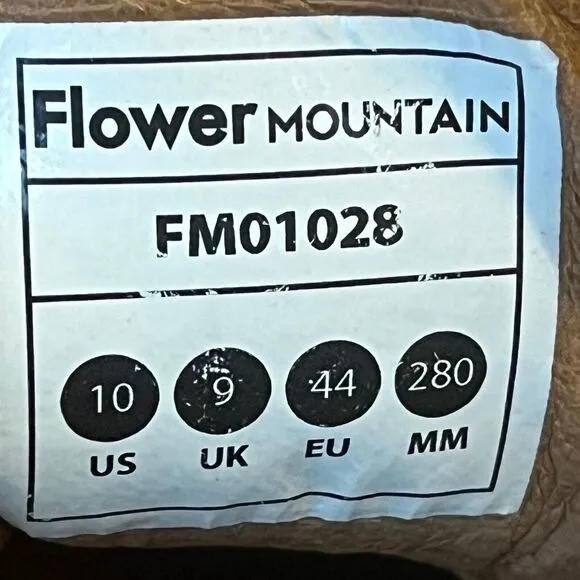 Flower MOUNTAIN
FM01028
10 9 44 280
US UK EU MM